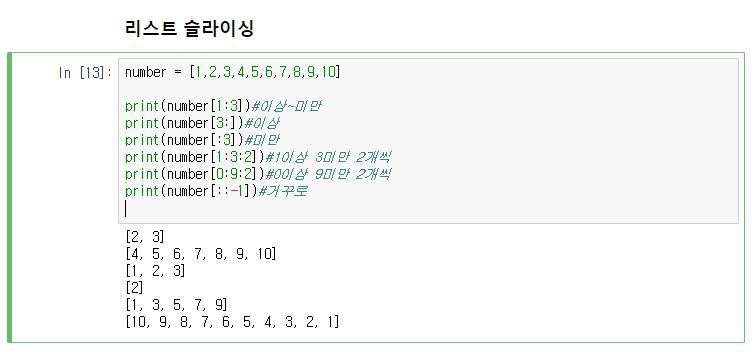 리스트 슬라이싱
In [13]: number = [1,2,3,4,5,6,7,8,9,10]
print(number[1:3])#이상~미만
print(number[3:])#이상
print(number[:3])#미만
print(number[1:3:2])#1이상 3미만 2개씩
print(number[0:9:2])#0이상 9미만 2개씩
print(number[::-1])#거꾸로
[2, 3]
[4, 5, 6, 7, 8, 9, 10]
[1, 2, 3]
[2]
[1, 3, 5, 7, 9]
[10, 9, 8, 7, 6, 5, 4, 3, 2, 1]